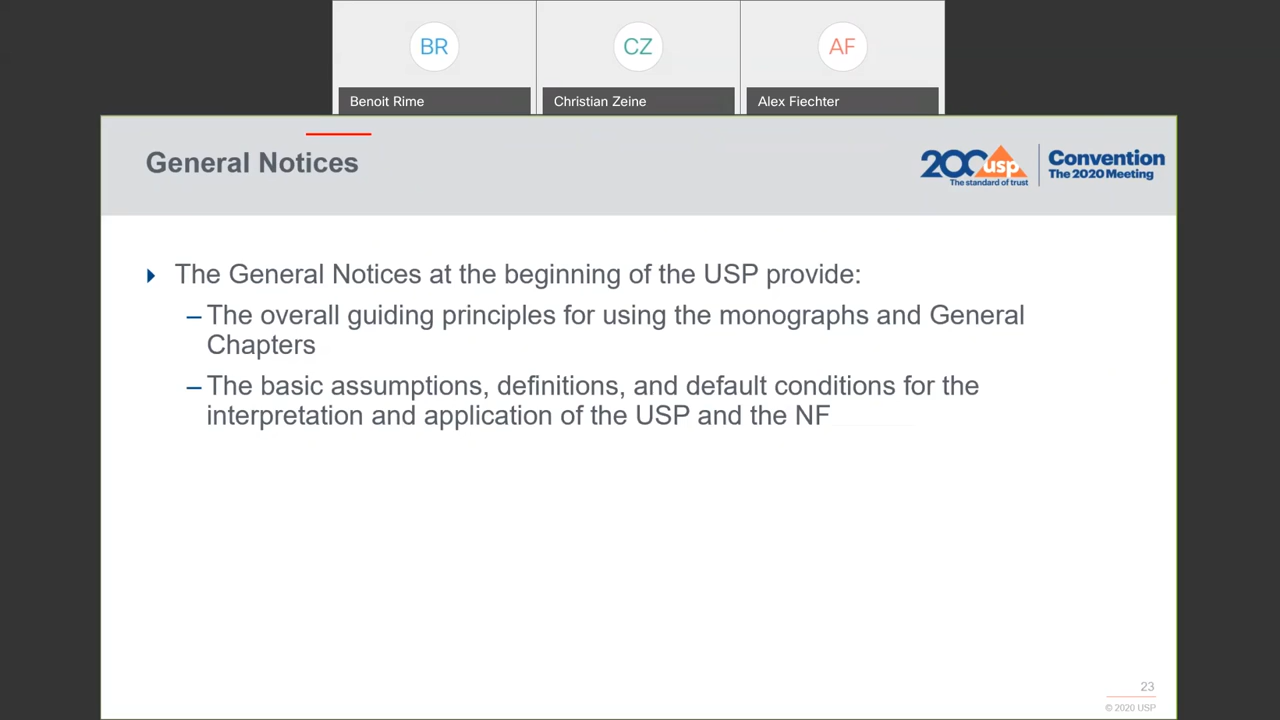 BR
CZ
AF
Benoit Rime
Christian Zeine
Alex Fiechter
General Notices
200 usp
The standard of trust
Convention
The 2020 Meeting
The General Notices at the beginning of the USP provide:
– The overall guiding principles for using the monographs and General
Chapters
– The basic assumptions, definitions, and default conditions for the
interpretation and application of the USP and the NF
23
© 2020 USP